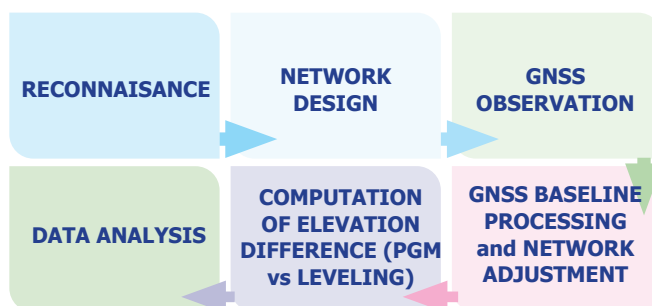 RECONNAISANCE
NETWORK
DESIGN
GNSS
OBSERVATION
GNSS BASELINE
PROCESSING
and NETWORK
ADJUSTMENT
COMPUTATION
OF ELEVATION
DIFFERENCE (PGM
vs LEVELING)
DATA ANALYSIS